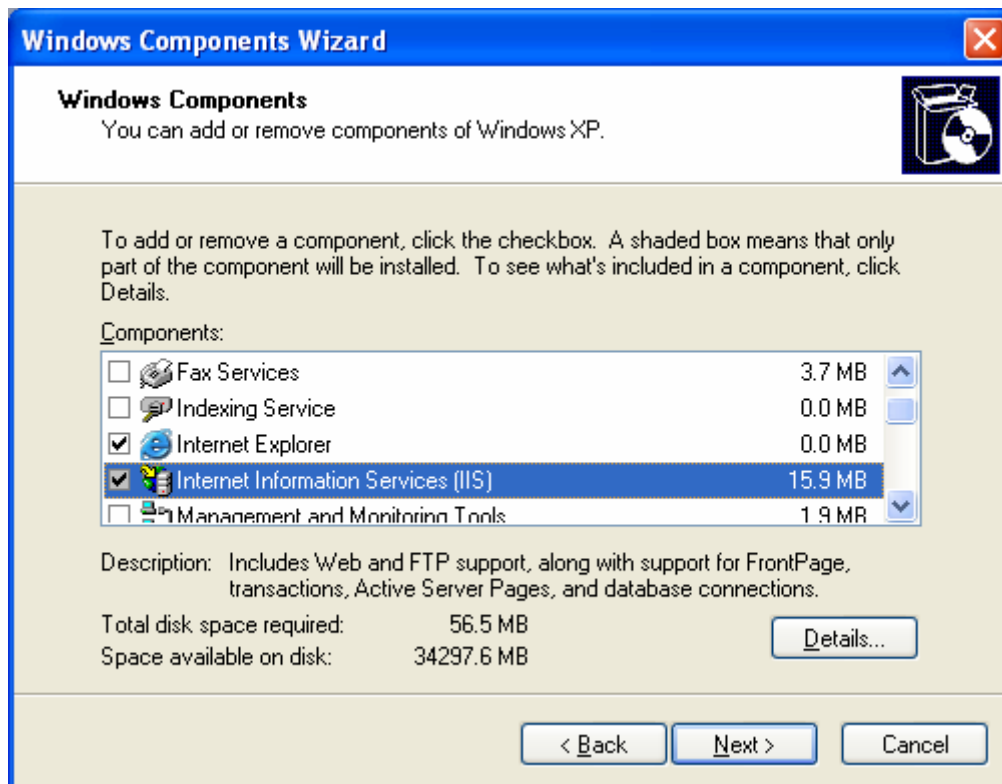 Windows Components Wizard
Windows Components
You can add or remove components of Windows XP.
To add or remove a component, click the checkbox. A shaded box means that only
part of the component will be installed. To see what's included in a component, click
Details.
Components:
Fax Services 3.7 MB
Indexing Service 0.0 MB
Internet Explorer 0.0 MB
Internet Information Services (IIS) 15.9 MB
Management and Monitoring Tools 1.9 MB
Description: Includes Web and FTP support, along with support for FrontPage,
transactions, Active Server Pages, and database connections.
Total disk space required: 56.5 MB
Space available on disk: 34297.6 MB
Details...
< Back Next > Cancel